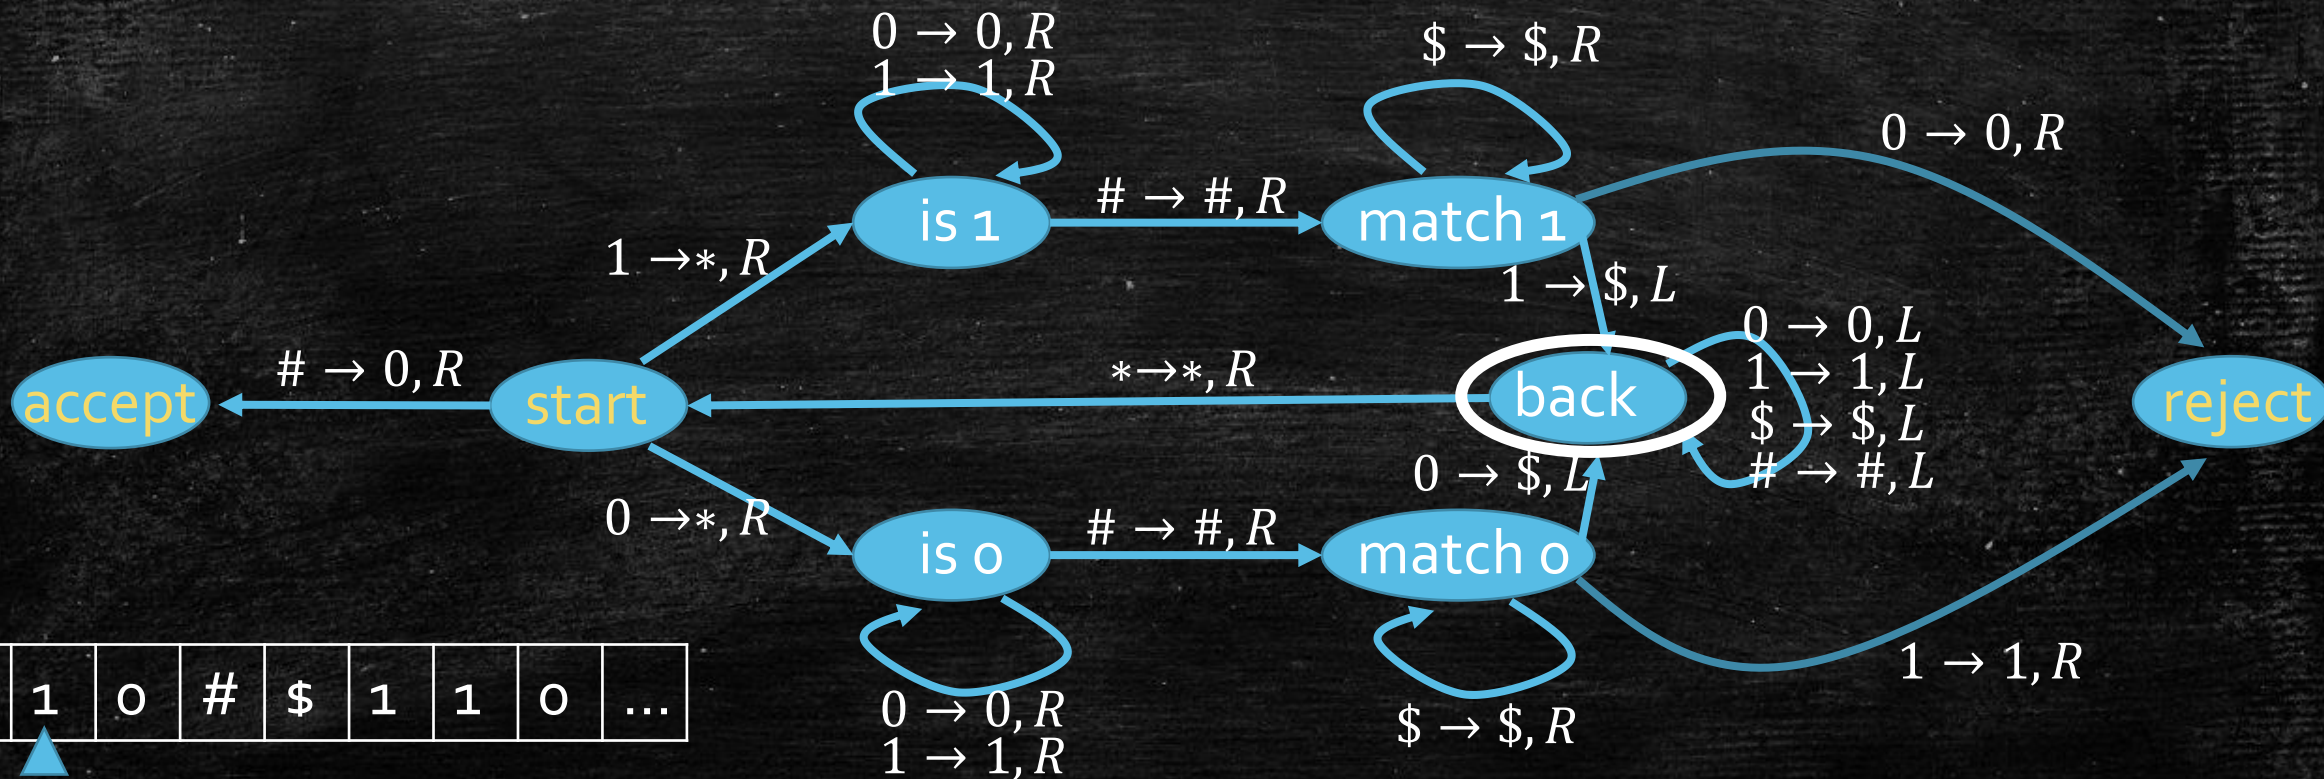 0 → 0, R
1 → 1, R
$ → $, R
0 → 0, R
# → #, R
is 1
match 1
1 →*, R
1 → $, L
0 → 0, L
1 → 1, L
$ → $, L
# → #, L
# → 0, R
*→*, R
accept
start
back
reject
0 → $, L
0 →*, R
# → #, R
is 0
match 0
1 → 1, R
1 0 # $ 1 1 0 ...
0 → 0, R
1 → 1, R
$ → $, R